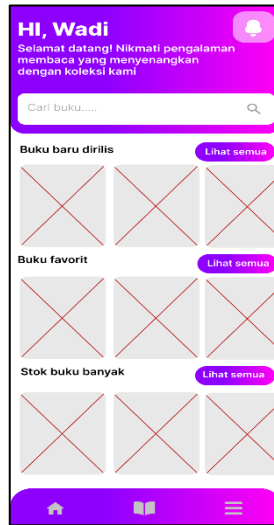 HI, Wadi
Selamat datang! Nikmati pengalaman
membaca yang menyenangkan
dengan koleksi kami
Cari buku.....
Buku baru dirilis
Lihat semua
Buku favorit
Lihat semua
Stok buku banyak
Lihat semua